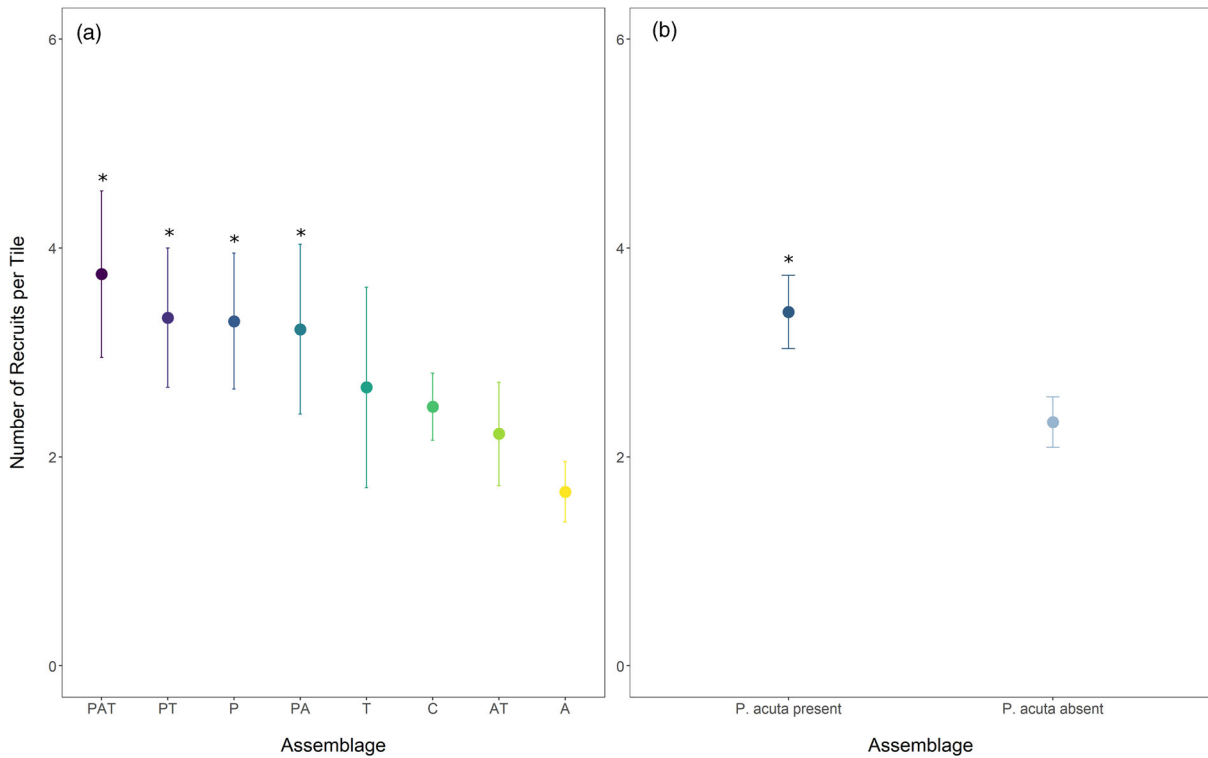 (a)
(b)
Number of Recruits per Tile
6
4
2
0
*
*
*
*
PAT PT P PA T C AT A
Assemblage
6
4
2
0
*
P. acuta present P. acuta absent
Assemblage